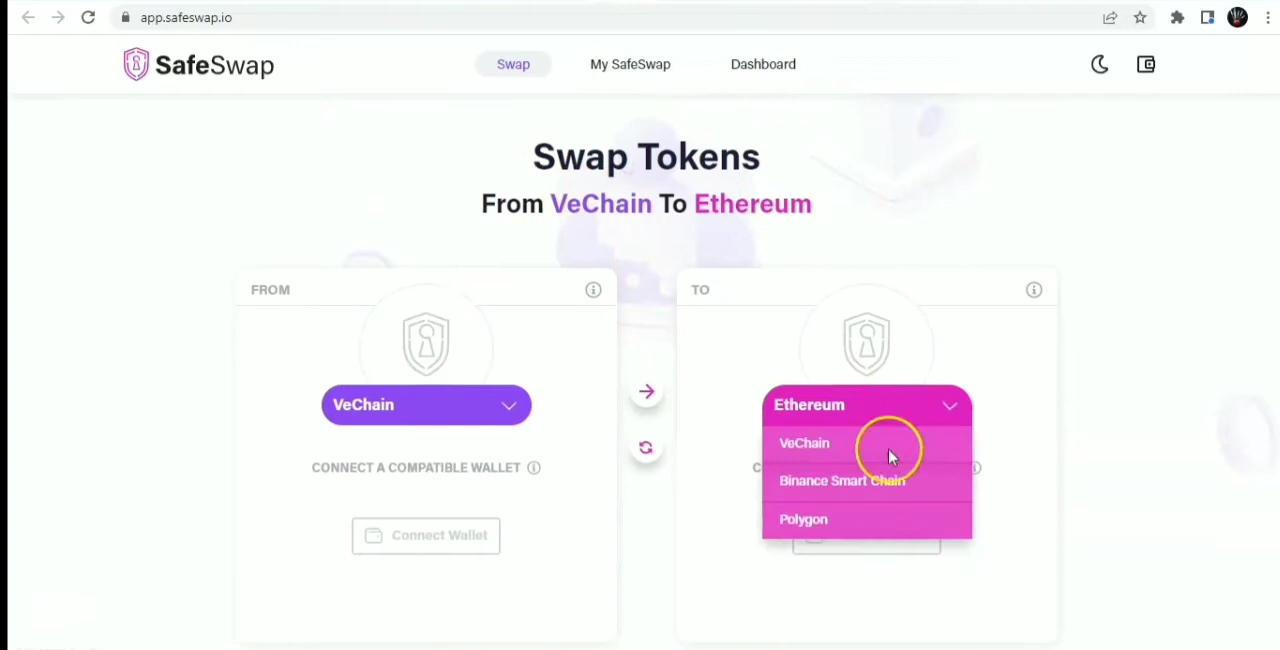 app.safeswap.io
SafeSwap
Swap
My SafeSwap
Dashboard
Swap Tokens
From VeChain To Ethereum
FROM
VeChain
CONNECT A COMPATIBLE WALLET
Connect Wallet
TO
Ethereum
VeChain
Binance Smart Chain
Polygon